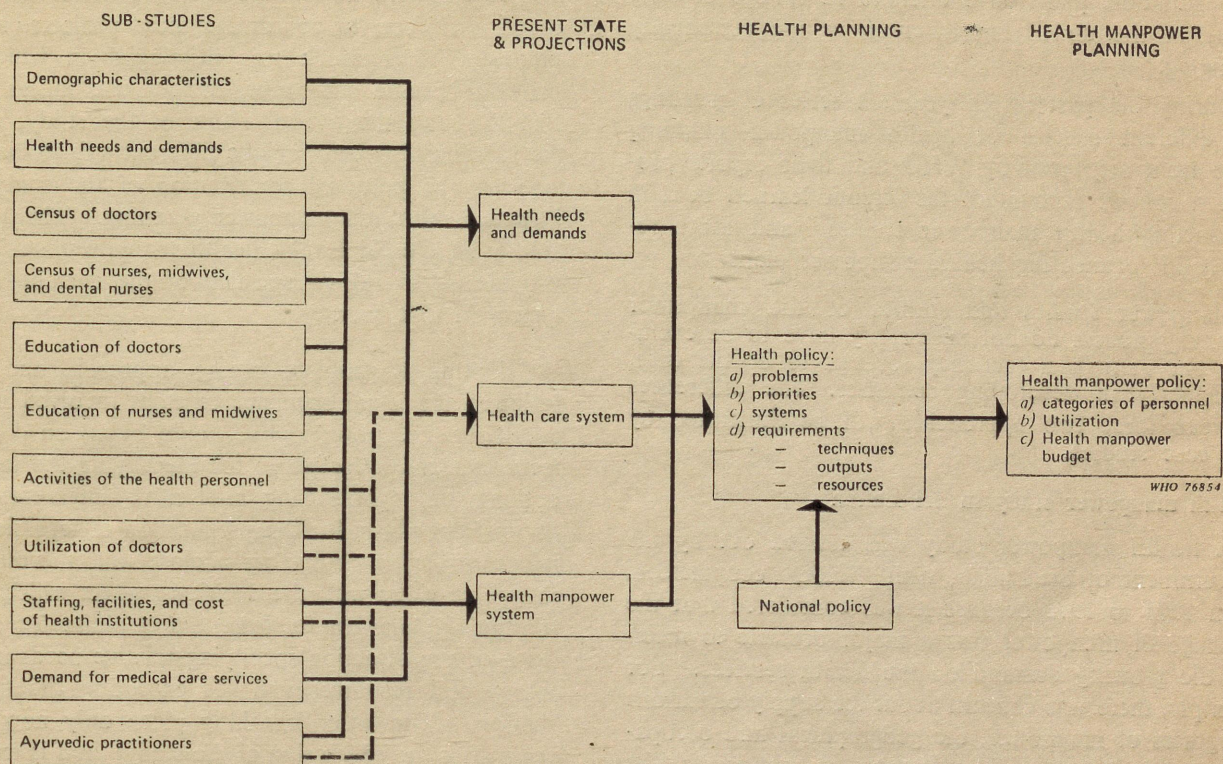 SUB-STUDIES
PRESENT STATE
& PROJECTIONS
HEALTH PLANNING
HEALTH MANPOWER
PLANNING
Demographic characteristics
Health needs and demands
Census of doctors
Census of nurses, midwives,
and dental nurses
Education of doctors
Education of nurses and midwives
Activities of the health personnel
Utilization of doctors
Staffing, facilities, and cost
of health institutions
Demand for medical care services
Ayurvedic practitioners
Health needs
and demands
Health care system
Health manpower
system
Health policy:
a) problems
b) priorities
c) systems
d) requirements
– techniques
– outputs
– resources
National policy
Health manpower policy:
a) categories of personnel
b) Utilization
c) Health manpower
budget
WHO 76854